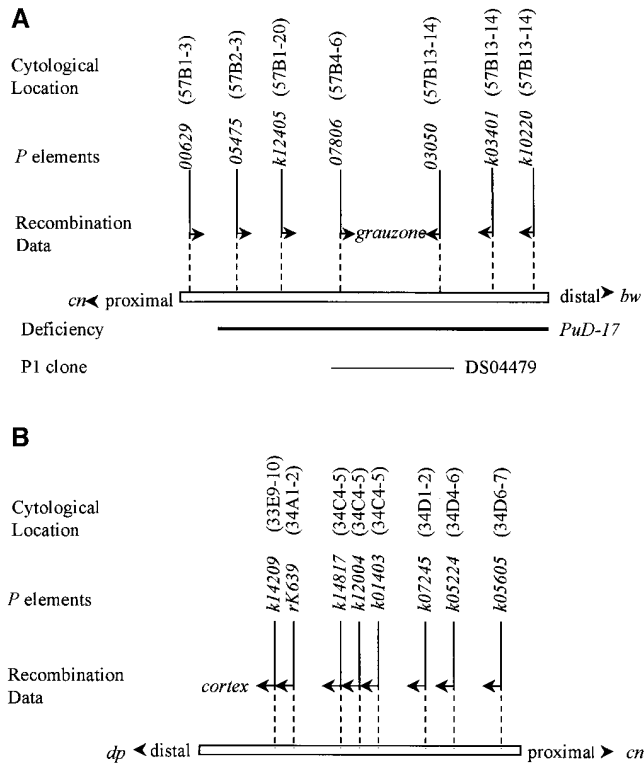 A
Cytological Location
(57B1-3) (57B2-3) (57B1-20) (57B4-6) (57B13-14) (57B13-14) (57B13-14)
P elements
00629 05475 k12405 07806 03050 k03401 k10220
Recombination Data
grauzone
cn proximal distal bw
Deficiency PuD-17
P1 clone DS04479
B
Cytological Location
(33E9-10) (34A1-2) (34C4-5) (34C4-5) (34C4-5) (34D1-2) (34D4-6) (34D6-7)
P elements
k14209 rK639 k14817 k12004 k01403 k07245 k05224 k05605
Recombination Data
cortex
dp distal proximal cn